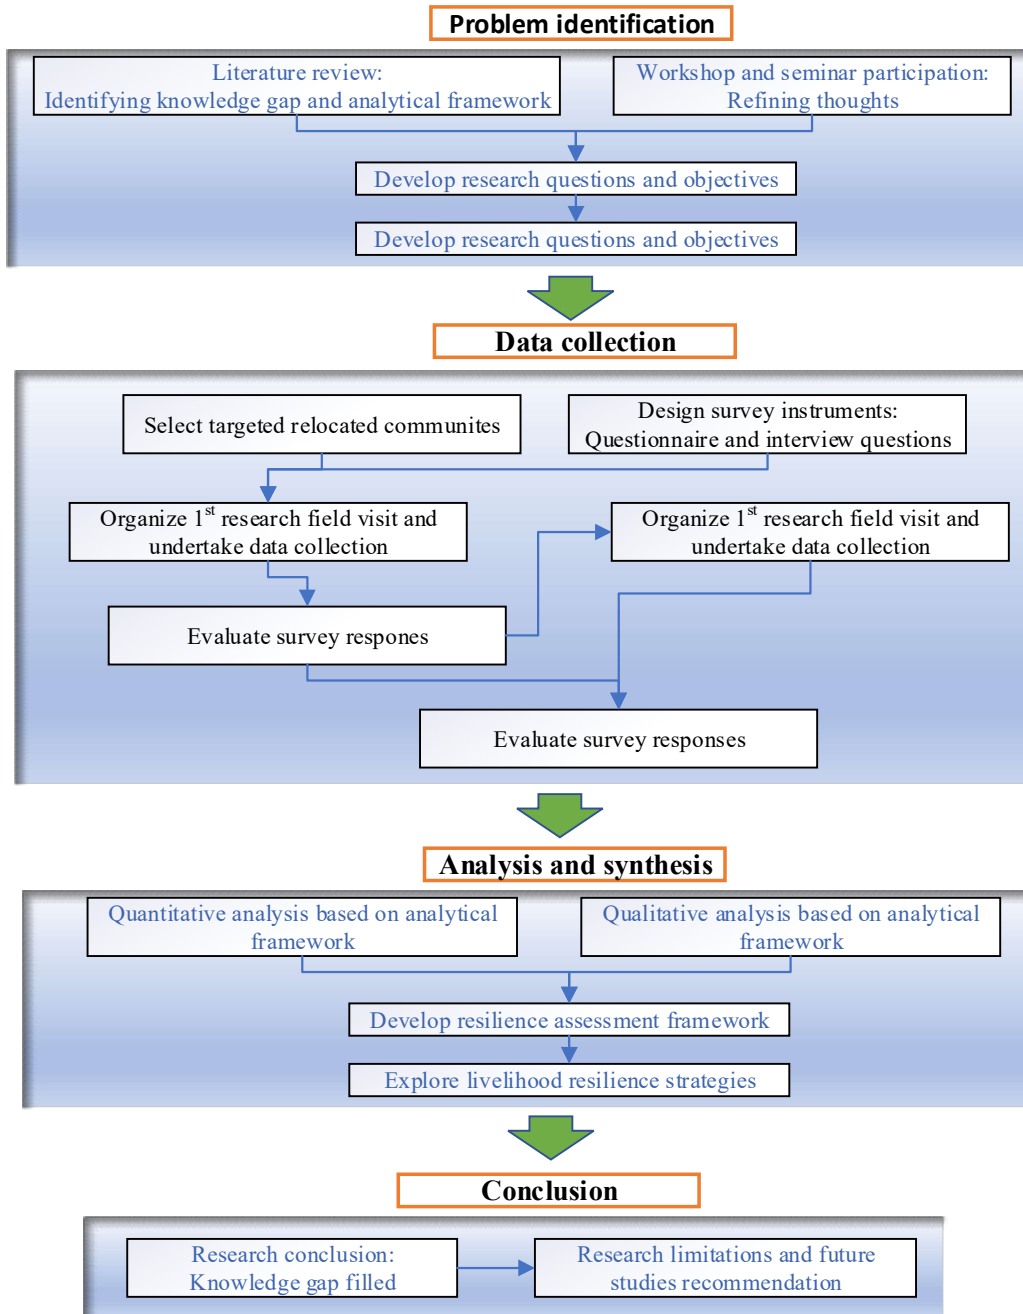 Problem identification
Literature review:
Identifying knowledge gap and analytical framework
Workshop and seminar participation:
Refining thoughts
Develop research questions and objectives
Develop research questions and objectives
Data collection
Select targeted relocated communites
Design survey instruments:
Questionnaire and interview questions
Organize 1st research field visit and
undertake data collection
Organize 1st research field visit and
undertake data collection
Evaluate survey respones
Evaluate survey responses
Analysis and synthesis
Quantitative analysis based on analytical
framework
Qualitative analysis based on analytical
framework
Develop resilience assessment framework
Explore livelihood resilience strategies
Conclusion
Research conclusion:
Knowledge gap filled
Research limitations and future
studies recommendation